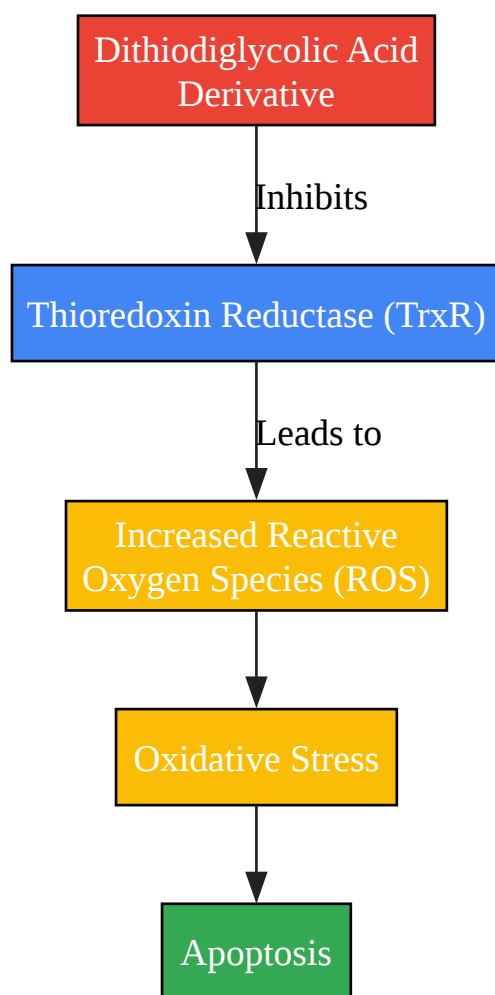 Dithiodiglycolic Acid
Derivative
Inhibits
Thioredoxin Reductase (TrxR)
Leads to
Increased Reactive
Oxygen Species (ROS)
Oxidative Stress
Apoptosis